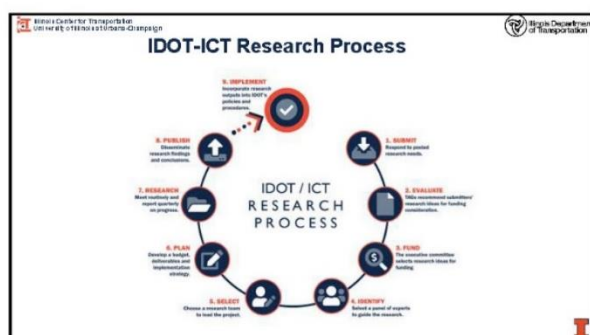 Illinois Center for Transportation
University of Illinois at Urbana-Champaign
Illinois Department
of Transportation
IDOT-ICT Research Process
9. IMPLEMENT
Incorporate research
outputs into IDOT's
policies and
procedures.
8. PUBLISH
Disseminate
research findings
and conclusions.
1. SUBMIT
Respond to posted
research needs.
7. RESEARCH
Meet routinely and
report quarterly
on progress.
IDOT / ICT
RESEARCH
PROCESS
2. EVALUATE
TAGs recommend submitters'
research ideas for funding
consideration.
6. PLAN
Develop a budget,
deliverables and
implementation
strategy.
3. FUND
The executive committee
selects research ideas for
funding
5. SELECT
Choose a research team
to lead the project.
4. IDENTIFY
Select a panel of experts
to guide the research.